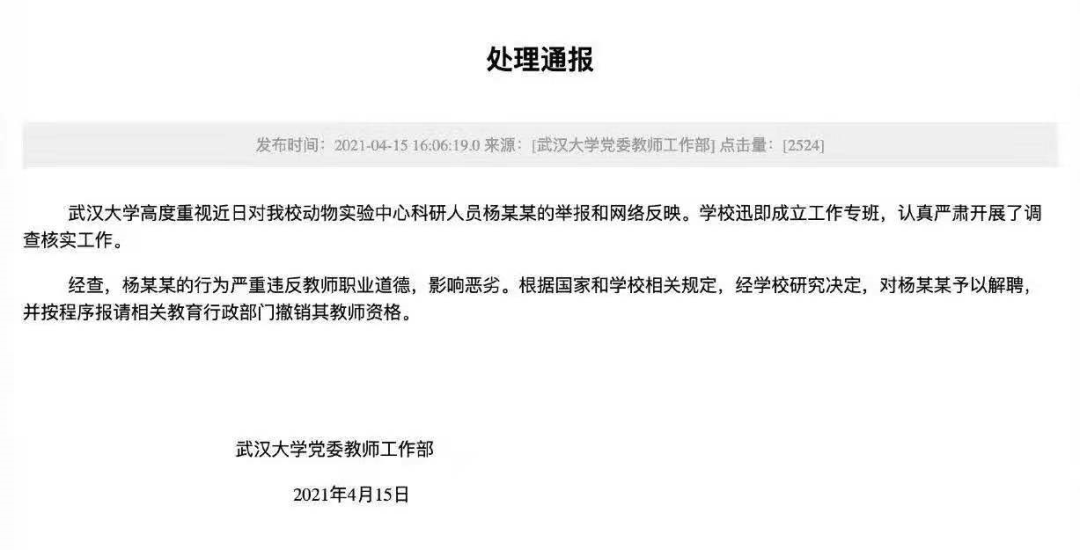 处理通报
发布时间：2021-04-15 16:06:19.0 来源：[武汉大学党委教师工作部] 点击量：[2524]
武汉大学高度重视近日对我校动物实验中心科研人员杨某某的举报和网络反映。学校迅即成立工作专班，认真严肃开展了调
查核实工作。
经查，杨某某的行为严重违反教师职业道德，影响恶劣。根据国家和学校相关规定，经学校研究决定，对杨某某予以解聘，
并按程序报请相关教育行政部门撤销其教师资格。
武汉大学党委教师工作部
2021年4月15日